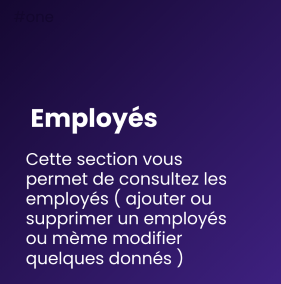 Employés
Cette section vous
permet de consultez les
employés ( ajouter ou
supprimer un employés
ou mème modifier
quelques donnés )